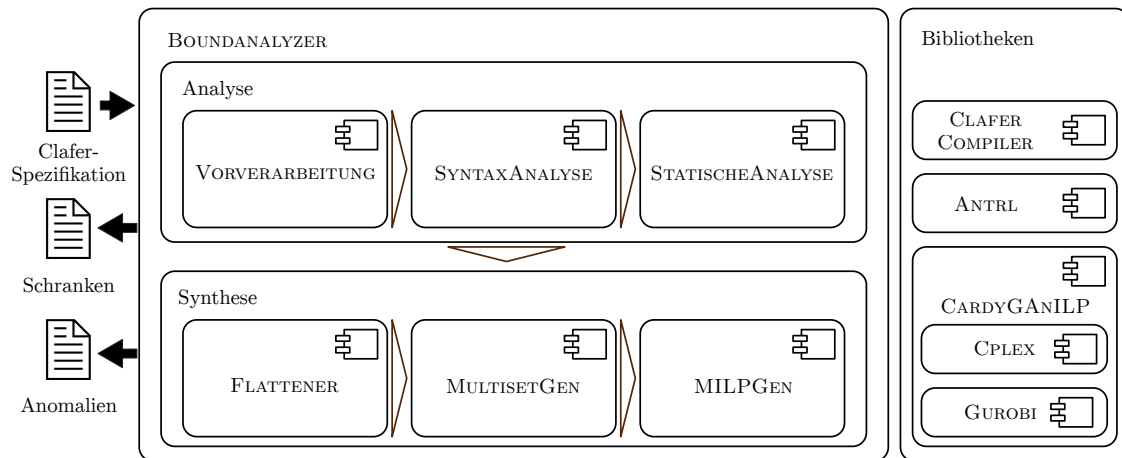 BOUNDANALYZER
Analyse
VORVERARBEITUNG
SYNTAXANALYSE
STATISCHEANALYSE
Synthese
FLATTENER
MULTISETGEN
MILPGEN
Clafer-
Spezifikation
Schranken
Anomalien
Bibliotheken
CLAFER
COMPILER
ANTRL
CARDYGANILP
CPLEX
GUROBI